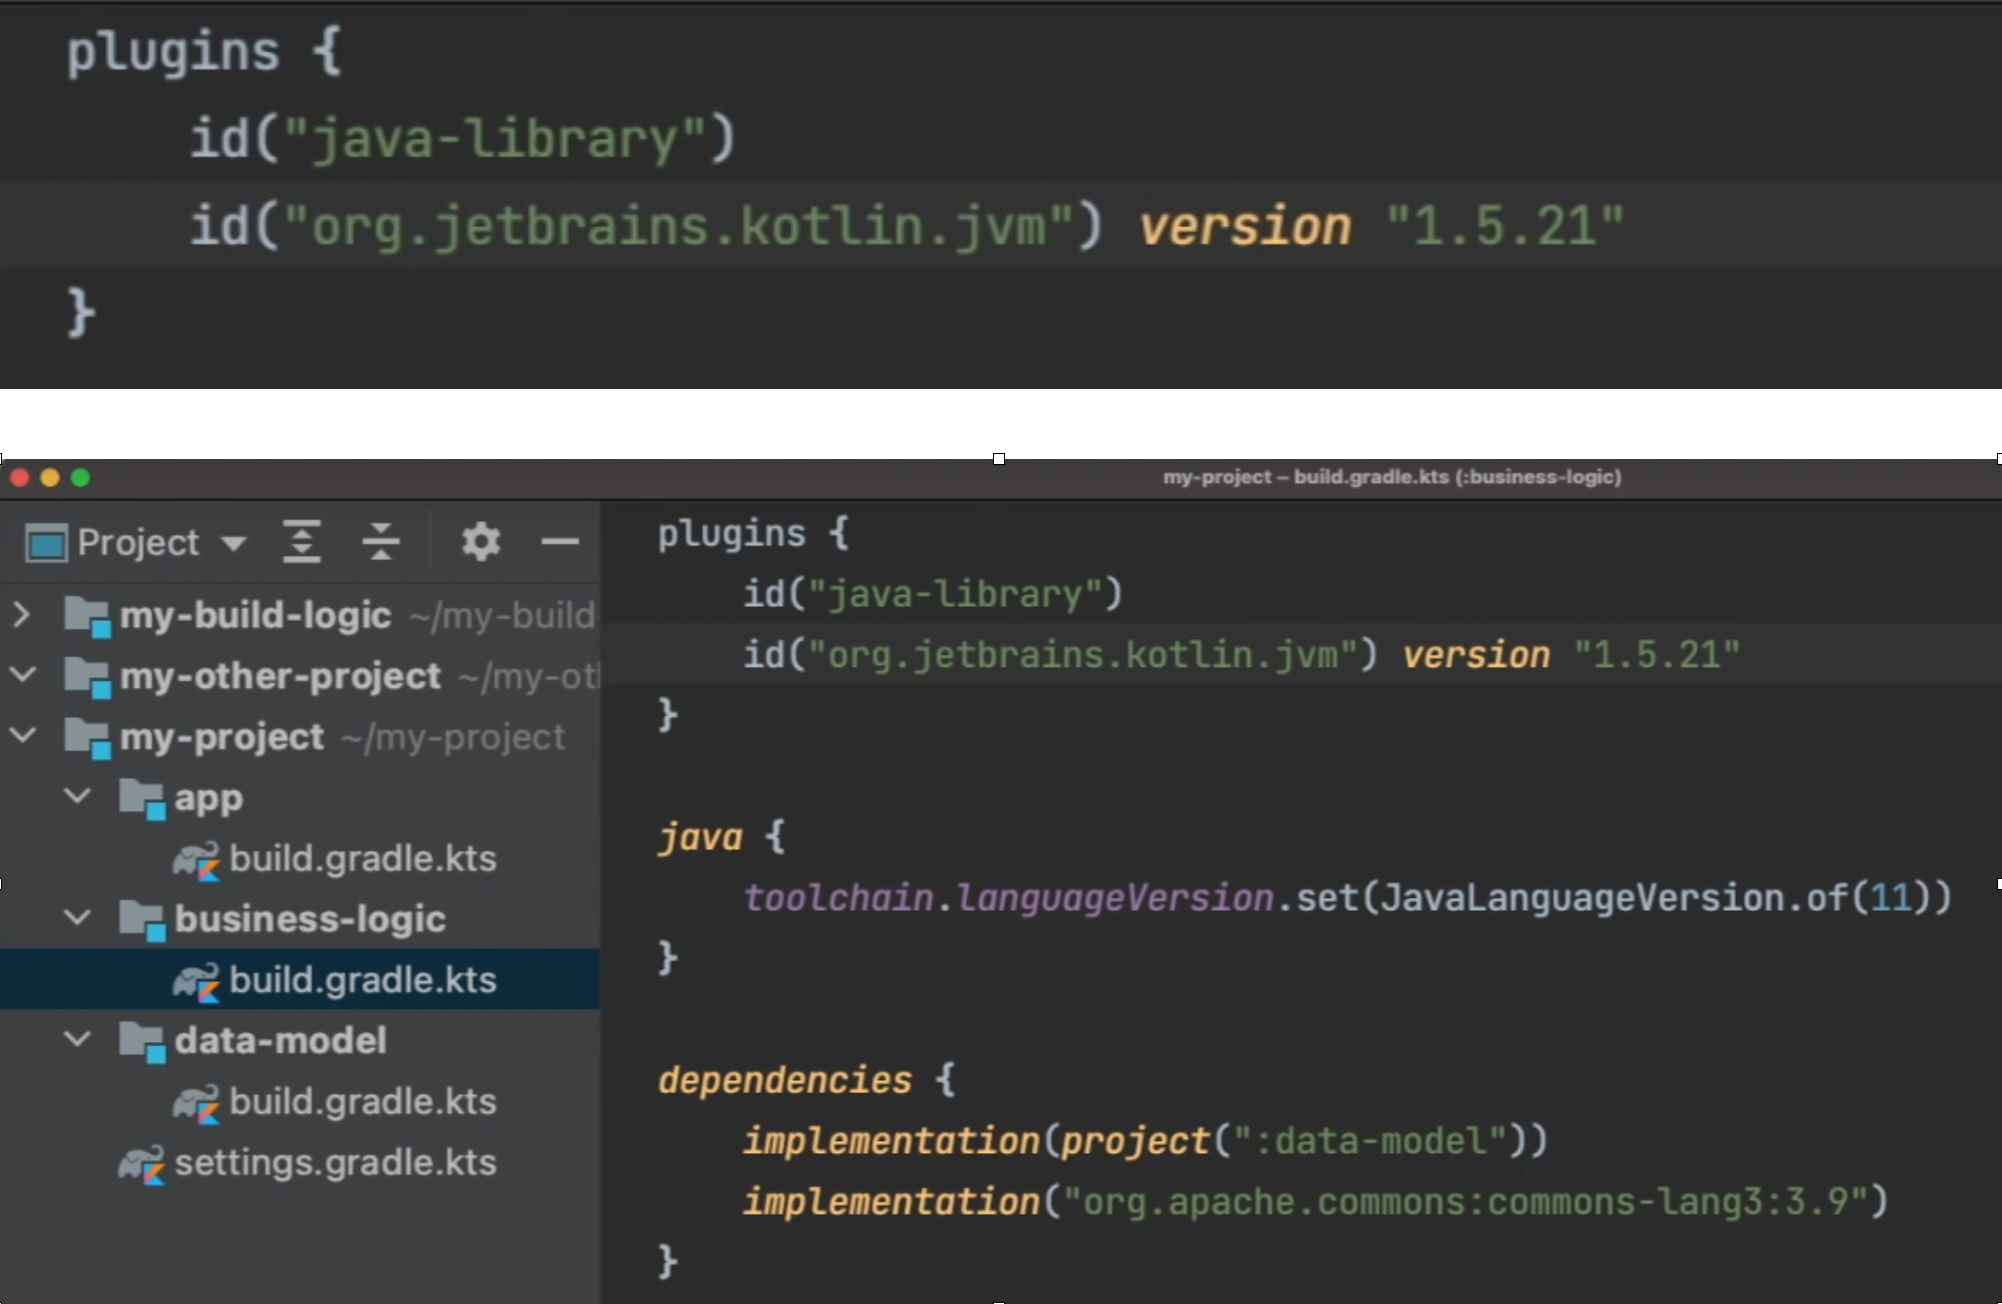 plugins {
id("java-library")
id("org.jetbrains.kotlin.jvm") version "1.5.21"
}
my-project – build.gradle.kts (:business-logic)
Project
my-build-logic ~/my-build-
my-other-project ~/my-ot
my-project ~/my-project
app
build.gradle.kts
business-logic
build.gradle.kts
data-model
build.gradle.kts
settings.gradle.kts
plugins {
id("java-library")
id("org.jetbrains.kotlin.jvm") version "1.5.21"
}
java {
toolchain.languageVersion.set(JavaLanguageVersion.of(11))
}
dependencies {
implementation(project(":data-model"))
implementation("org.apache.commons:commons-lang3:3.9")
}